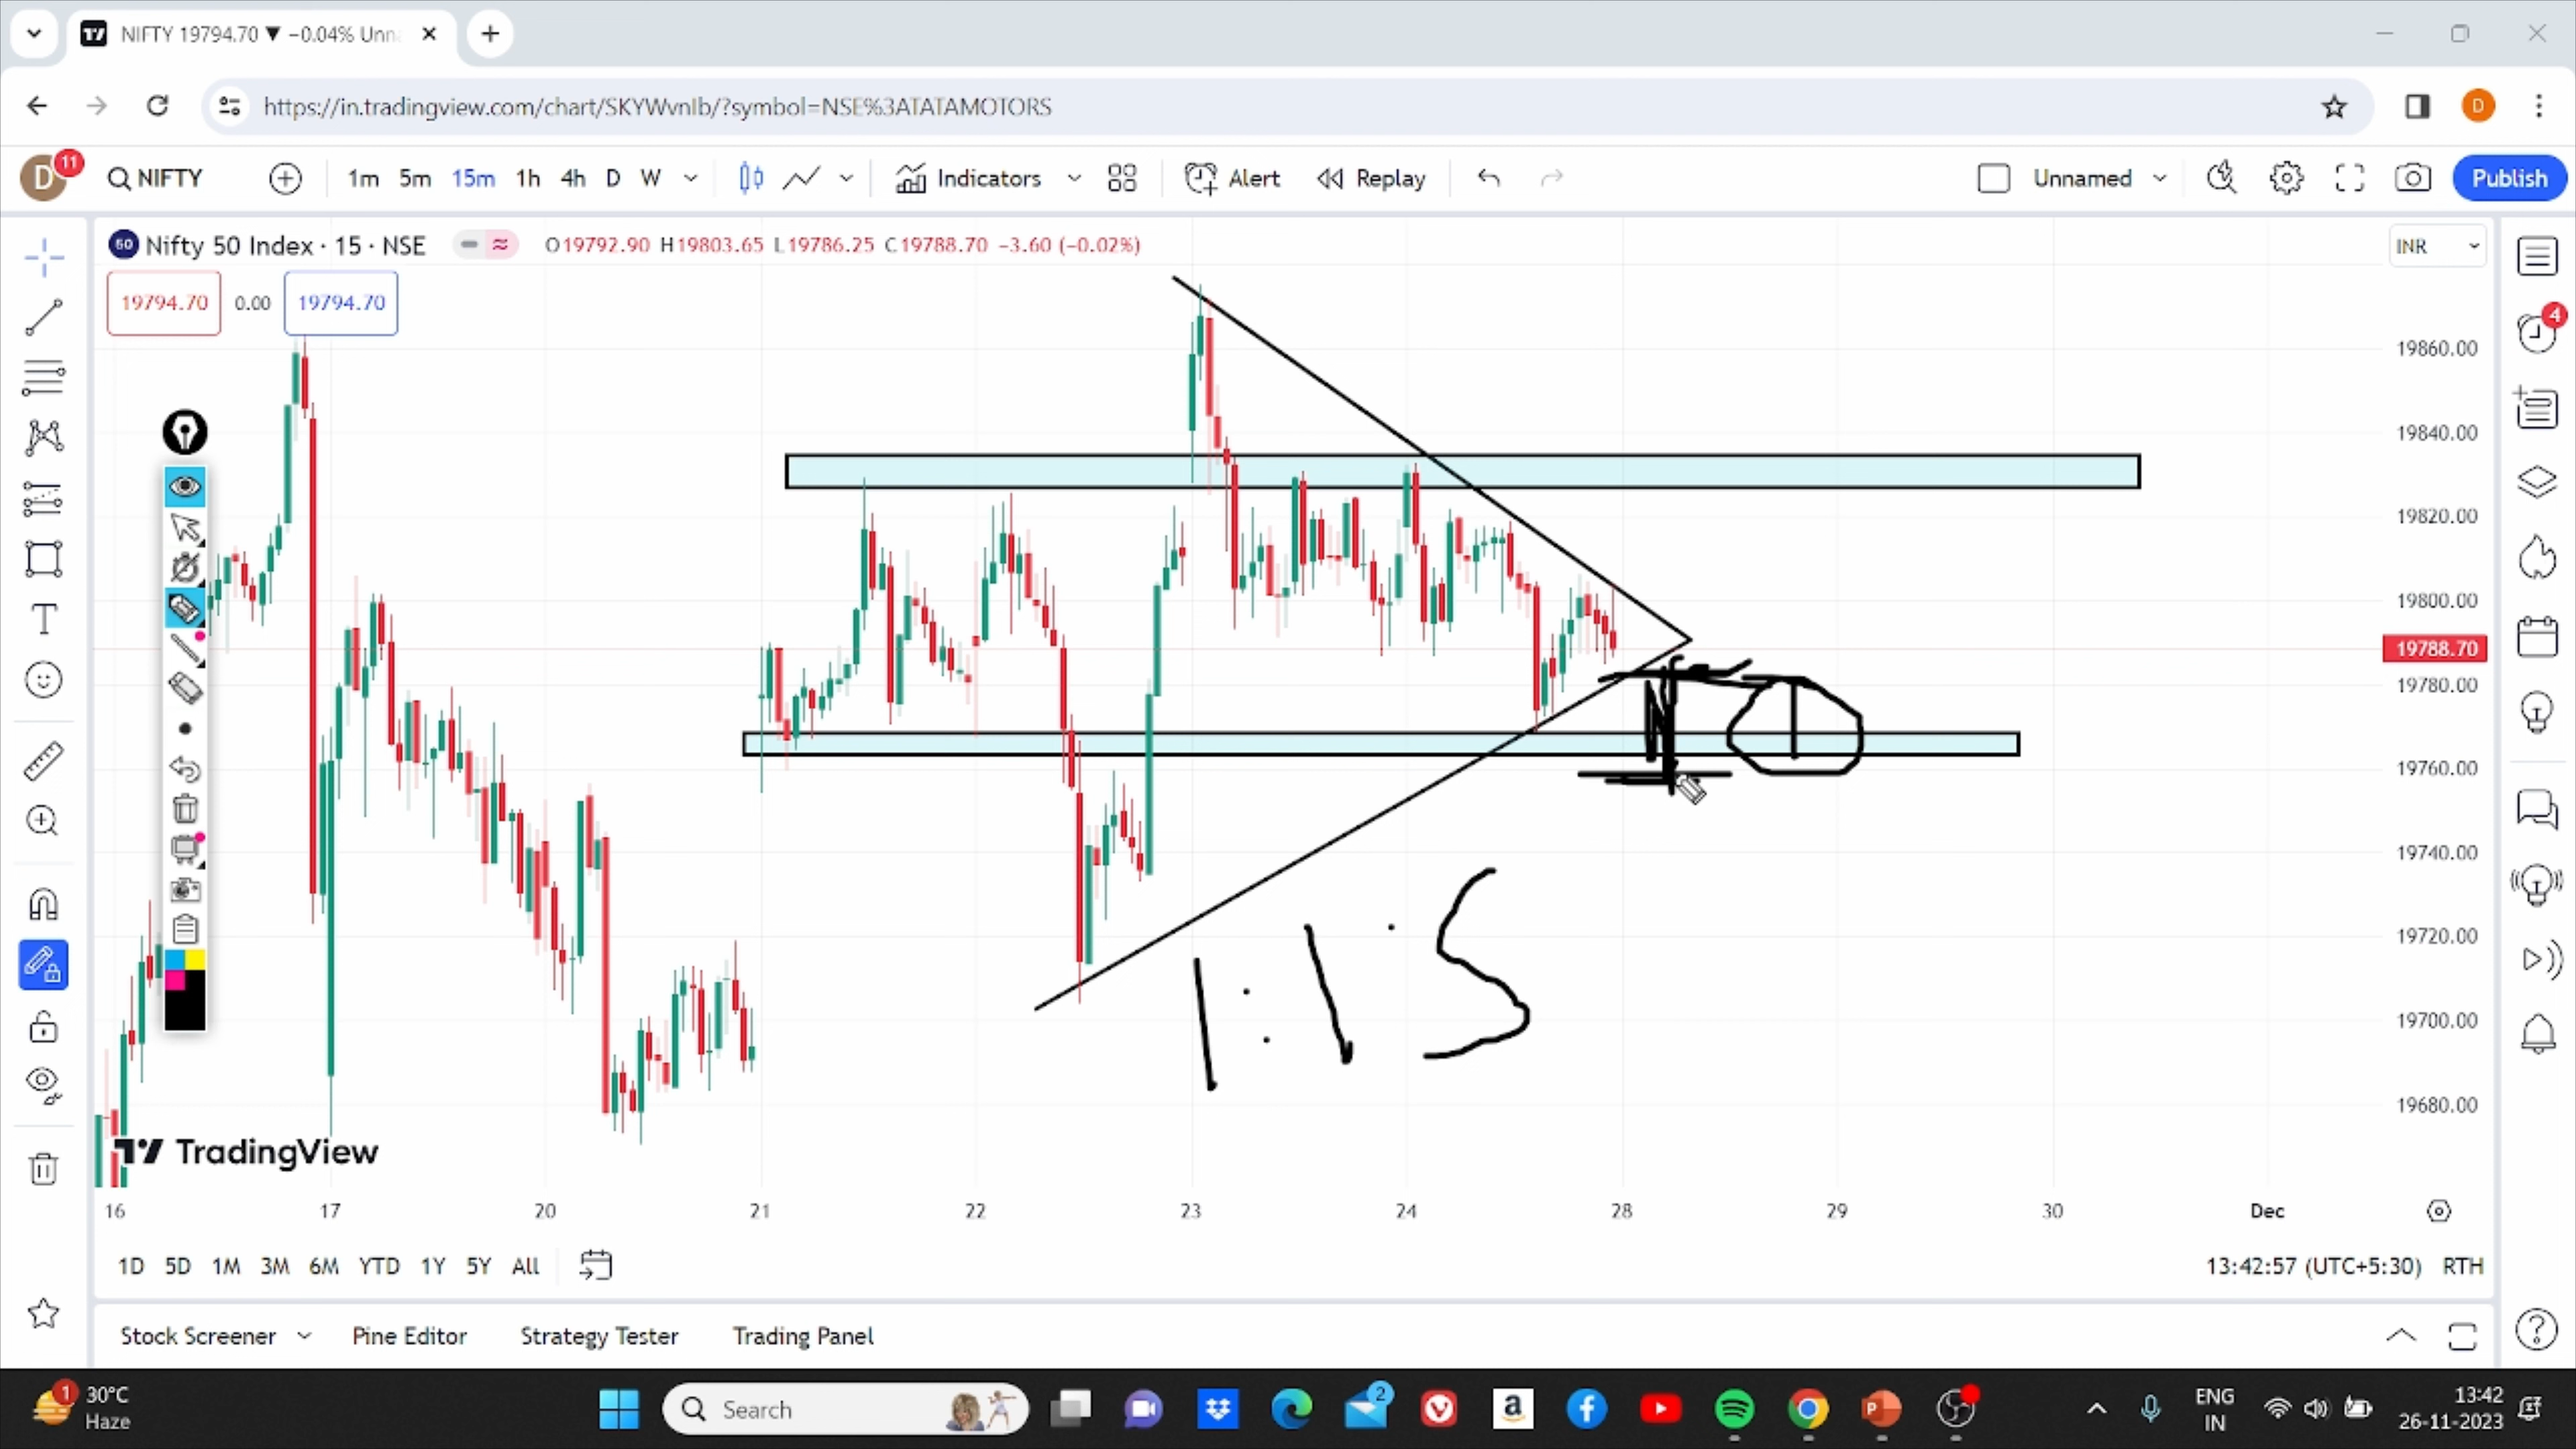 NIFTY 19794.70 ▼ −0.04% Unn
https://in.tradingview.com/chart/SKYWvnIb/?symbol=NSE%3ATATAMOTORS
D 11 NIFTY 1m 5m 15m 1h 4h D W Indicators Alert Replay Unnamed Publish
D
50 Nifty 50 Index · 15 · NSE O19792.90 H19803.65 L19786.25 C19788.70 −3.60 (−0.02%) INR
19794.70 0.00 19794.70
4
19860.00
19840.00
19820.00
19800.00
19788.70
19780.00
19760.00
19740.00
19720.00
19700.00
19680.00
1:1.5
TradingView
16 17 20 21 22 23 24 28 29 30 Dec
1D 5D 1M 3M 6M YTD 1Y 5Y All 13:42:57 (UTC+5:30) RTH
Stock Screener Pine Editor Strategy Tester Trading Panel
1 30°C
Haze
Search
2
ENG
IN
13:42
26-11-2023